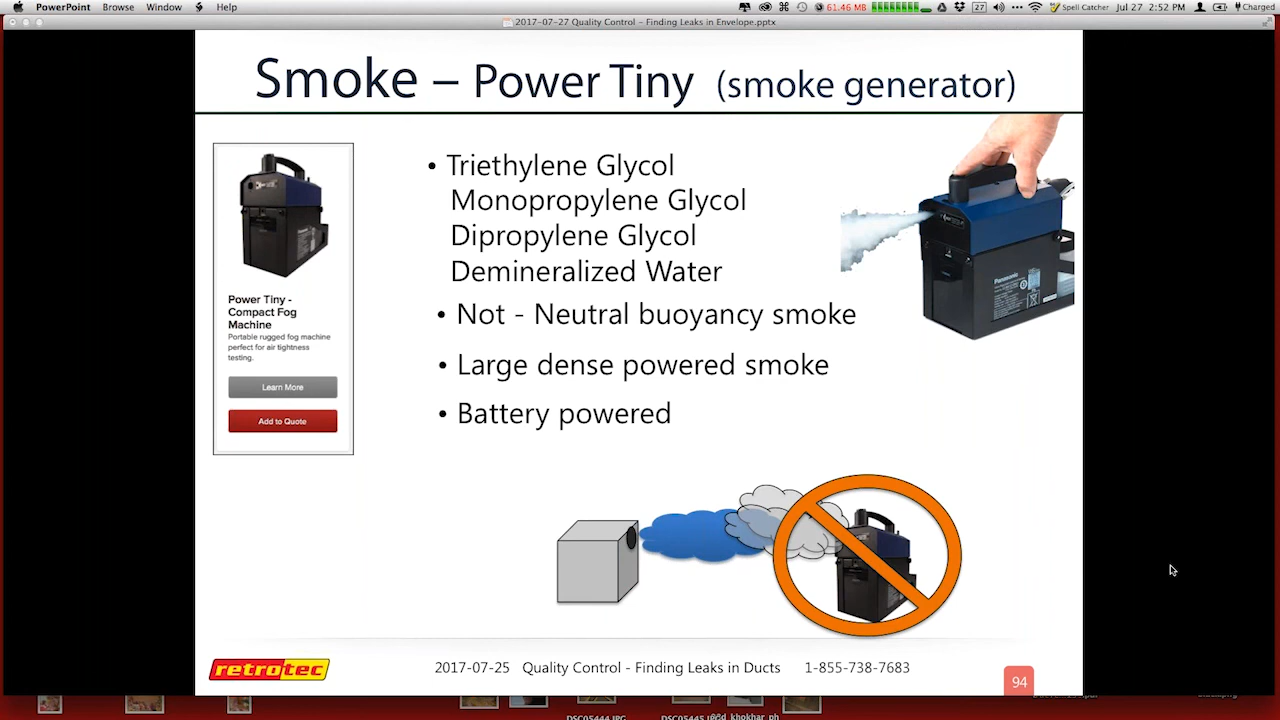 PowerPoint Browse Window Help 61.46 MB 27 Spell Catcher Jul 27 2:52 PM Charged
2017-07-27 Quality Control - Finding Leaks in Envelope.pptx
Smoke – Power Tiny (smoke generator)
Power Tiny -
Compact Fog
Machine
Portable rugged fog machine
perfect for air tightness
testing.
Learn More
Add to Quote
• Triethylene Glycol
Monopropylene Glycol
Dipropylene Glycol
Demineralized Water
• Not - Neutral buoyancy smoke
• Large dense powered smoke
• Battery powered
Panasonic
retrotec
2017-07-25 Quality Control - Finding Leaks in Ducts 1-855-738-7683
94